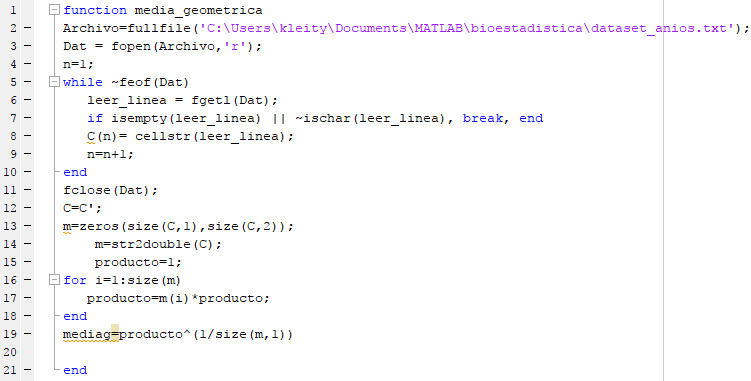 1 function media_geometrica
2 Archivo=fullfile('C:\Users\kleity\Documents\MATLAB\bioestadistica\dataset_anios.txt');
3 Dat = fopen(Archivo,'r');
4 n=1;
5 while ~feof(Dat)
6 leer_linea = fgetl(Dat);
7 if isempty(leer_linea) || ~ischar(leer_linea), break, end
8 C(n)= cellstr(leer_linea);
9 n=n+1;
10 end
11 fclose(Dat);
12 C=C';
13 m=zeros(size(C,1),size(C,2));
14 m=str2double(C);
15 producto=1;
16 for i=1:size(m)
17 producto=m(i)*producto;
18 end
19 mediag=producto^(1/size(m,1))
20
21 end